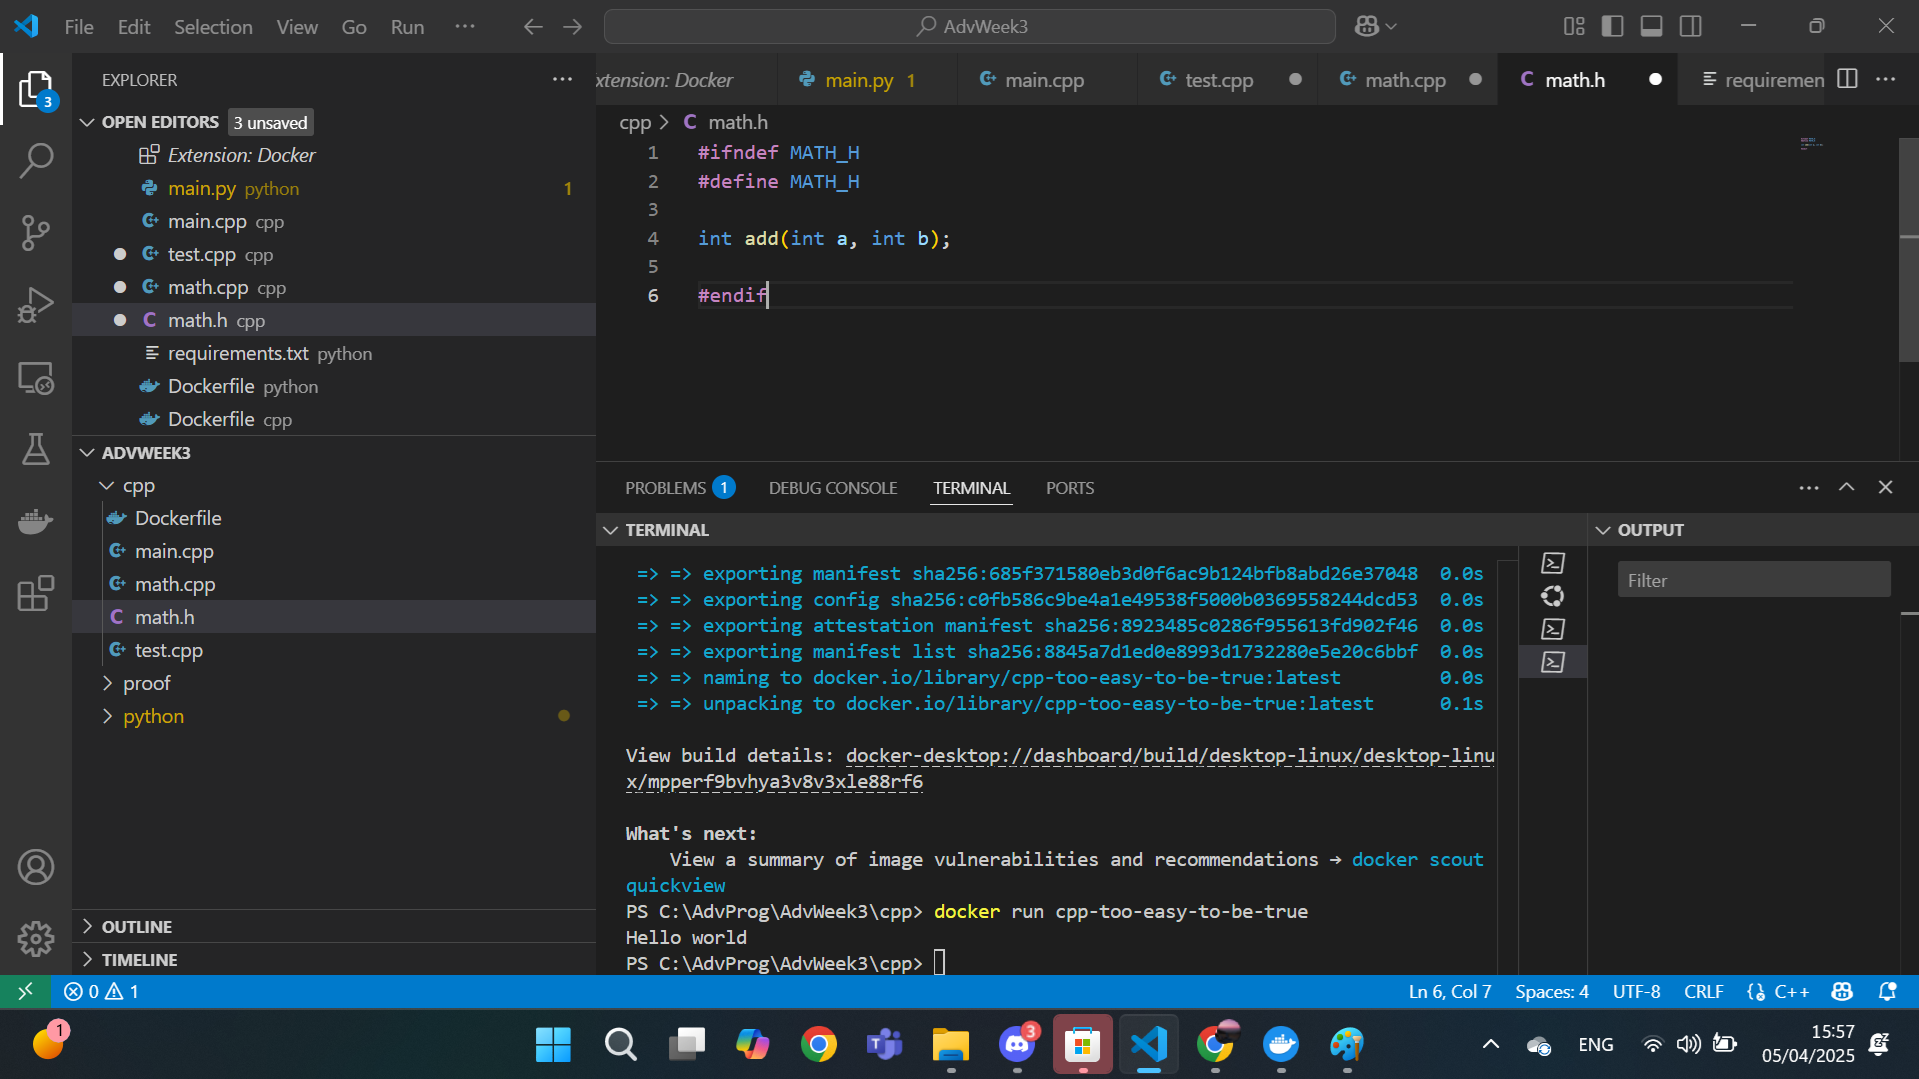 File Edit Selection View Go Run ··· AdvWeek3
EXPLORER ···
OPEN EDITORS 3 unsaved
Extension: Docker
main.py python 1
main.cpp cpp
test.cpp cpp
math.cpp cpp
math.h cpp
requirements.txt python
Dockerfile python
Dockerfile cpp
ADVWEEK3
cpp
Dockerfile
main.cpp
math.cpp
math.h
test.cpp
proof
python
OUTLINE
TIMELINE
3
xtension: Docker main.py 1 main.cpp test.cpp math.cpp math.h requiremen ···
cpp > math.h
1 #ifndef MATH_H
2 #define MATH_H
3
4 int add(int a, int b);
5
6 #endif
PROBLEMS 1 DEBUG CONSOLE TERMINAL PORTS ···
TERMINAL
=> => exporting manifest sha256:685f371580eb3d0f6ac9b124bfb8abd26e37048 0.0s
=> => exporting config sha256:c0fb586c9be4a1e49538f5000b0369558244dcd53 0.0s
=> => exporting attestation manifest sha256:8923485c0286f955613fd902f46 0.0s
=> => exporting manifest list sha256:8845a7d1ed0e8993d1732280e5e20c6bbf 0.0s
=> => naming to docker.io/library/cpp-too-easy-to-be-true:latest 0.0s
=> => unpacking to docker.io/library/cpp-too-easy-to-be-true:latest 0.1s
View build details: docker-desktop://dashboard/build/desktop-linux/desktop-linu
x/mpperf9bvhya3v8v3xle88rf6
What's next:
View a summary of image vulnerabilities and recommendations → docker scout
quickview
PS C:\AdvProg\AdvWeek3\cpp> docker run cpp-too-easy-to-be-true
Hello world
PS C:\AdvProg\AdvWeek3\cpp>
OUTPUT
Filter
0 1 Ln 6, Col 7 Spaces: 4 UTF-8 CRLF C++
1
3
ENG
15:57
05/04/2025